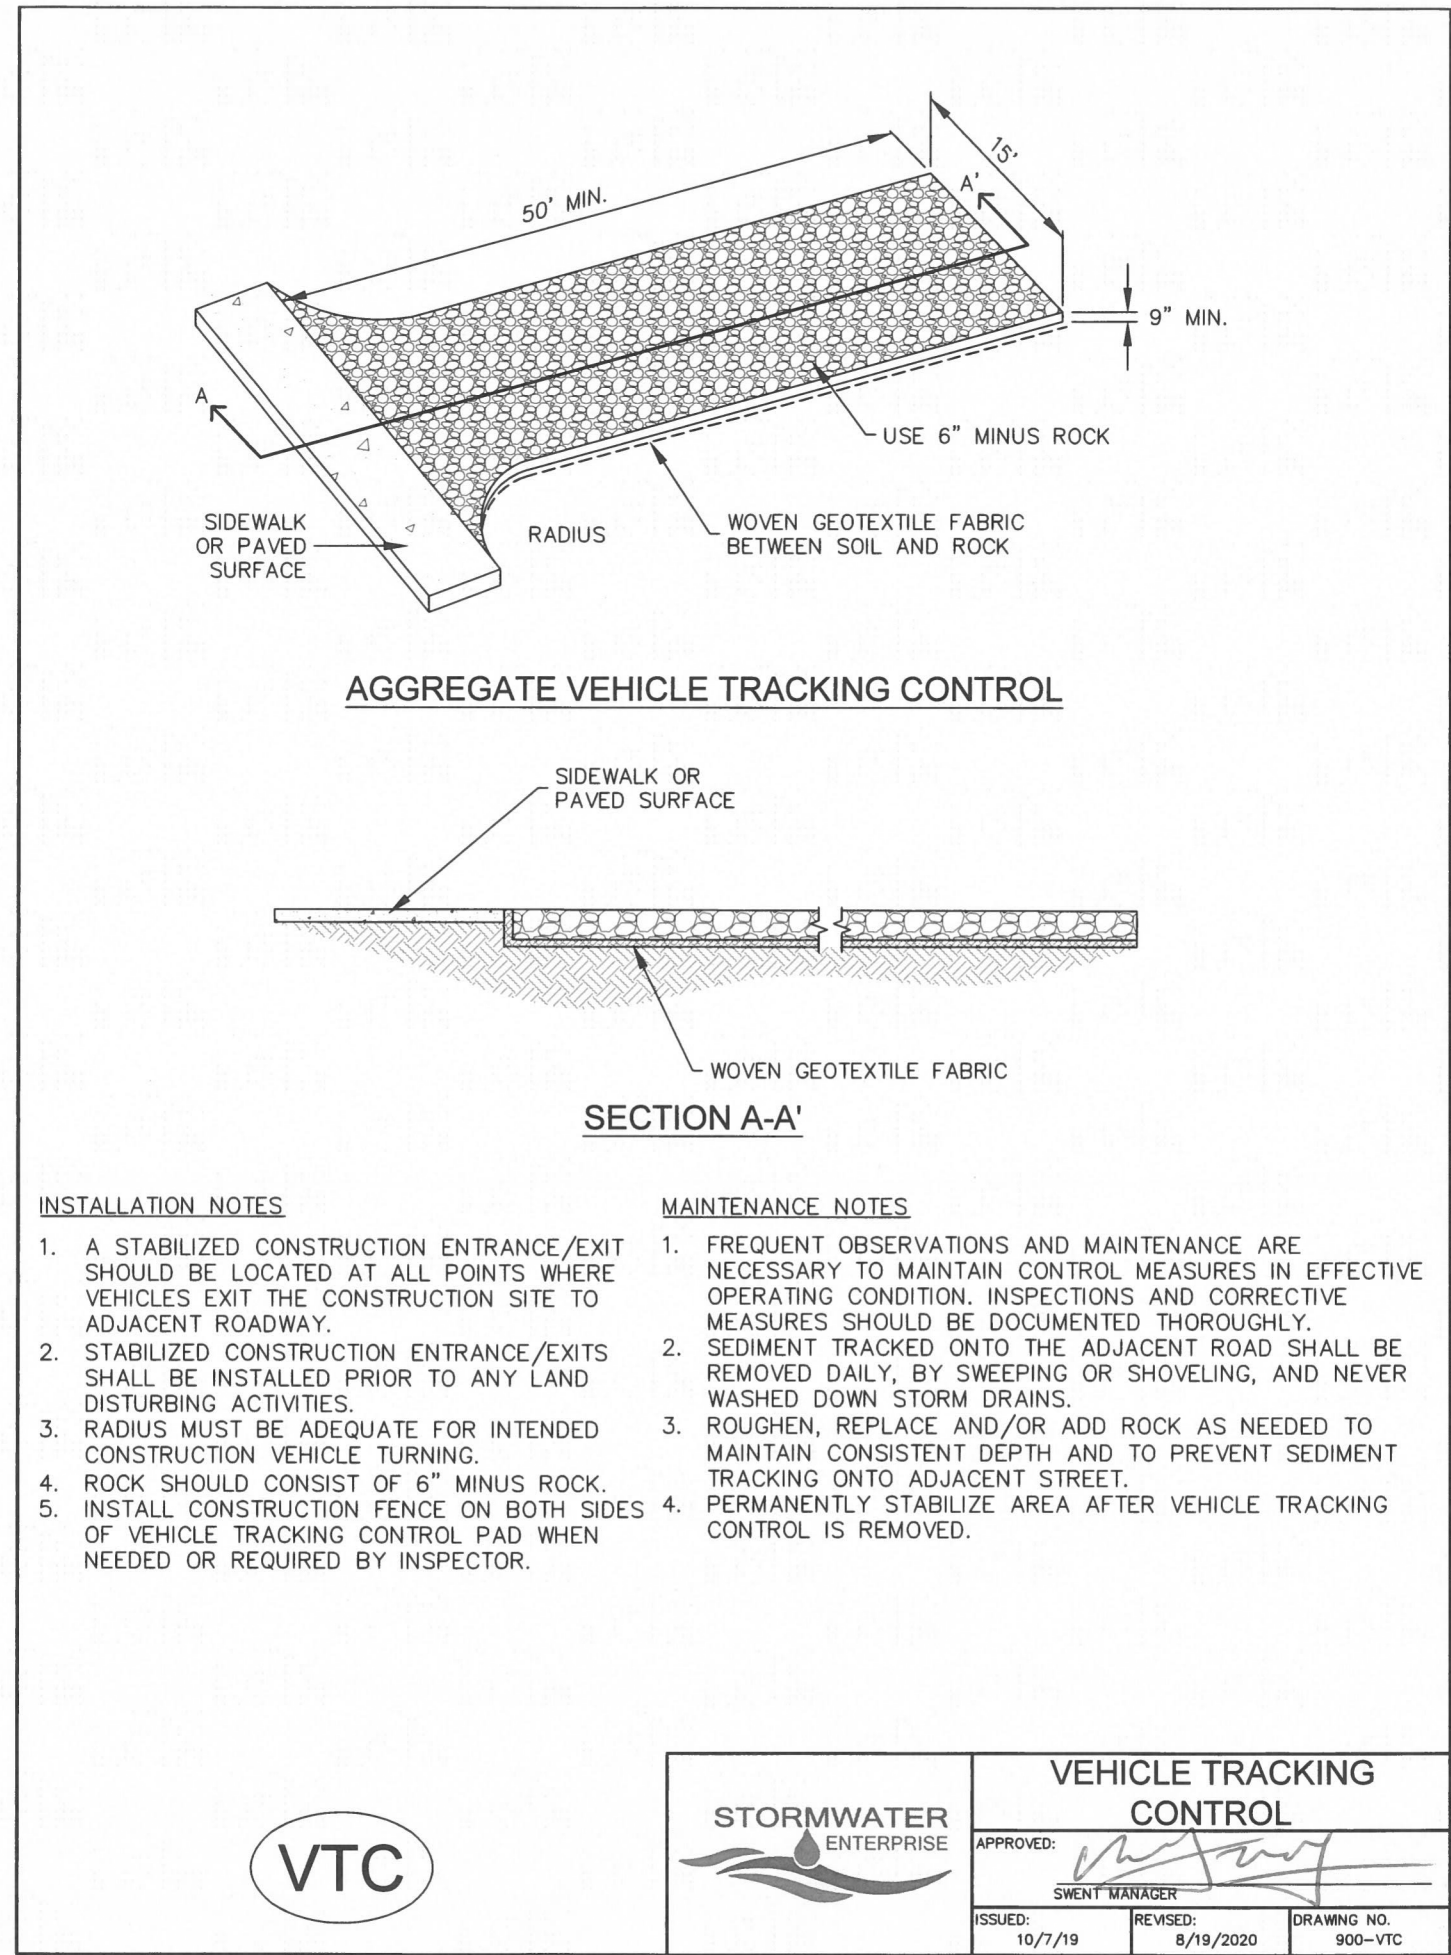 50' MIN.
15'
A'
9" MIN.
A
USE 6" MINUS ROCK
SIDEWALK
OR PAVED
SURFACE
RADIUS
WOVEN GEOTEXTILE FABRIC
BETWEEN SOIL AND ROCK
AGGREGATE VEHICLE TRACKING CONTROL
SIDEWALK OR
PAVED SURFACE
WOVEN GEOTEXTILE FABRIC
SECTION A-A'
INSTALLATION NOTES
1. A STABILIZED CONSTRUCTION ENTRANCE/EXIT
SHOULD BE LOCATED AT ALL POINTS WHERE
VEHICLES EXIT THE CONSTRUCTION SITE TO
ADJACENT ROADWAY.
2. STABILIZED CONSTRUCTION ENTRANCE/EXITS
SHALL BE INSTALLED PRIOR TO ANY LAND
DISTURBING ACTIVITIES.
3. RADIUS MUST BE ADEQUATE FOR INTENDED
CONSTRUCTION VEHICLE TURNING.
4. ROCK SHOULD CONSIST OF 6" MINUS ROCK.
5. INSTALL CONSTRUCTION FENCE ON BOTH SIDES
OF VEHICLE TRACKING CONTROL PAD WHEN
NEEDED OR REQUIRED BY INSPECTOR.
MAINTENANCE NOTES
1. FREQUENT OBSERVATIONS AND MAINTENANCE ARE
NECESSARY TO MAINTAIN CONTROL MEASURES IN EFFECTIVE
OPERATING CONDITION. INSPECTIONS AND CORRECTIVE
MEASURES SHOULD BE DOCUMENTED THOROUGHLY.
2. SEDIMENT TRACKED ONTO THE ADJACENT ROAD SHALL BE
REMOVED DAILY, BY SWEEPING OR SHOVELING, AND NEVER
WASHED DOWN STORM DRAINS.
3. ROUGHEN, REPLACE AND/OR ADD ROCK AS NEEDED TO
MAINTAIN CONSISTENT DEPTH AND TO PREVENT SEDIMENT
TRACKING ONTO ADJACENT STREET.
4. PERMANENTLY STABILIZE AREA AFTER VEHICLE TRACKING
CONTROL IS REMOVED.
VTC
STORMWATER
ENTERPRISE
VEHICLE TRACKING
CONTROL
APPROVED:
SWENT MANAGER
ISSUED:
10/7/19
REVISED:
8/19/2020
DRAWING NO.
900-VTC